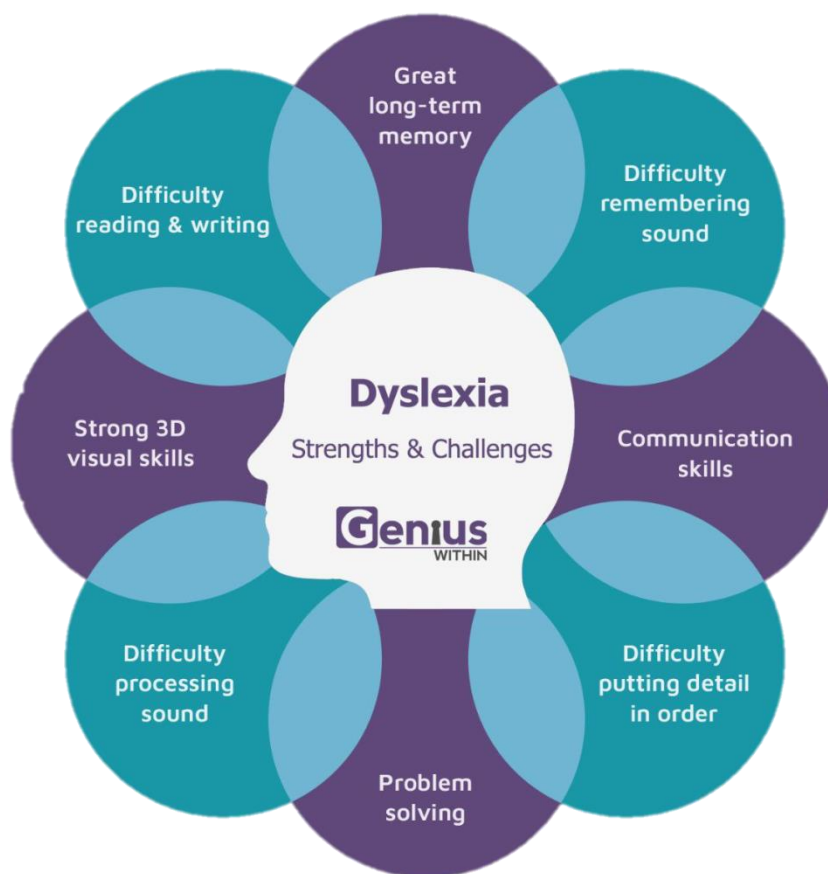 Great
long-term
memory
Difficulty
reading & writing
Difficulty
remembering
sound
Dyslexia
Strengths & Challenges
Genius
WITHIN
Strong 3D
visual skills
Communication
skills
Difficulty
processing
sound
Difficulty
putting detail
in order
Problem
solving